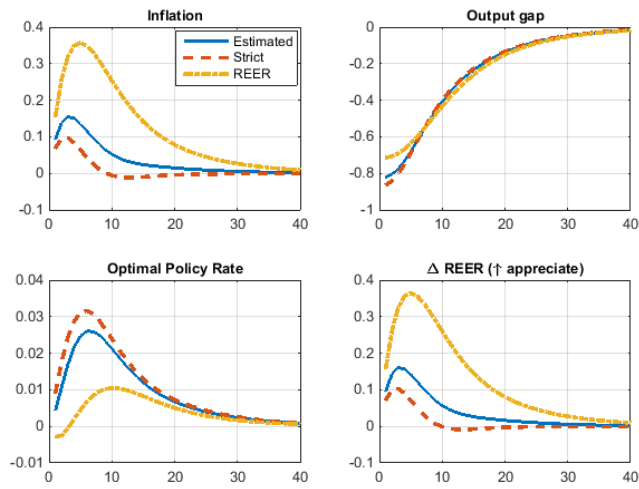 Inflation
0.4
0.3
0.2
0.1
0
-0.1
0 10 20 30 40
Estimated
Strict
REER
Output gap
0
-0.2
-0.4
-0.6
-0.8
-1
0 10 20 30 40
Optimal Policy Rate
0.04
0.03
0.02
0.01
0
-0.01
0 10 20 30 40
Δ REER (↑ appreciate)
0.4
0.3
0.2
0.1
0
-0.1
0 10 20 30 40